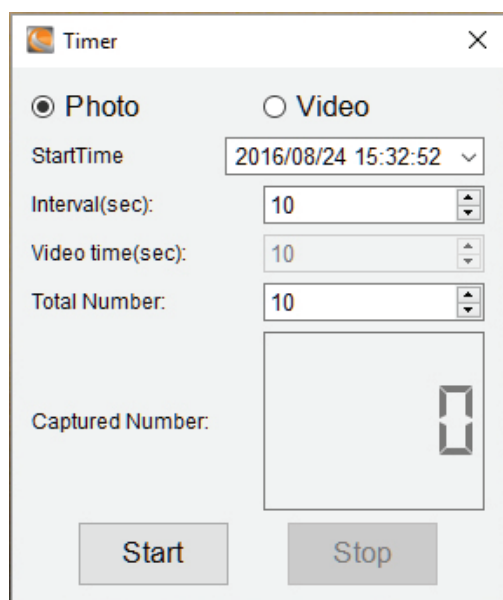 Timer
Photo Video
StartTime 2016/08/24 15:32:52
Interval(sec): 10
Video time(sec): 10
Total Number: 10
Captured Number: 0
Start Stop